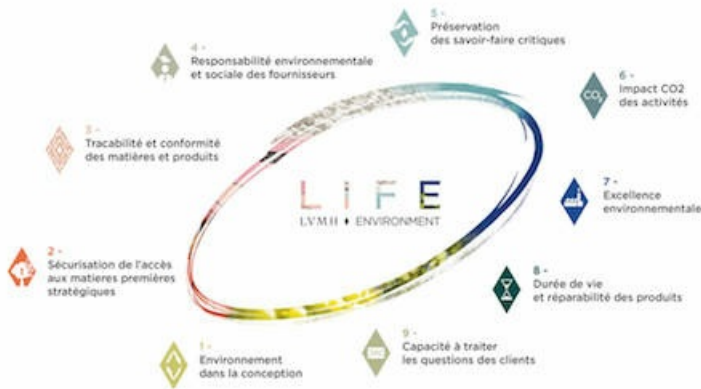 5 -
Préservation
des savoir-faire critiques
4 -
Responsabilité environnementale
et sociale des fournisseurs
6 -
CO₂
Impact CO2
des activités
3 -
Tracabilité et conformité
des matières et produits
LIFE
LVMH ♦ ENVIRONMENT
7 -
Excellence
environnementale
2 -
Sécurisation de l'accès
aux matieres premières
stratégiques
8 -
Durée de vie
et réparabilité des produits
1 -
Environnement
dans la conception
9 -
Capacité à traiter
les questions des clients